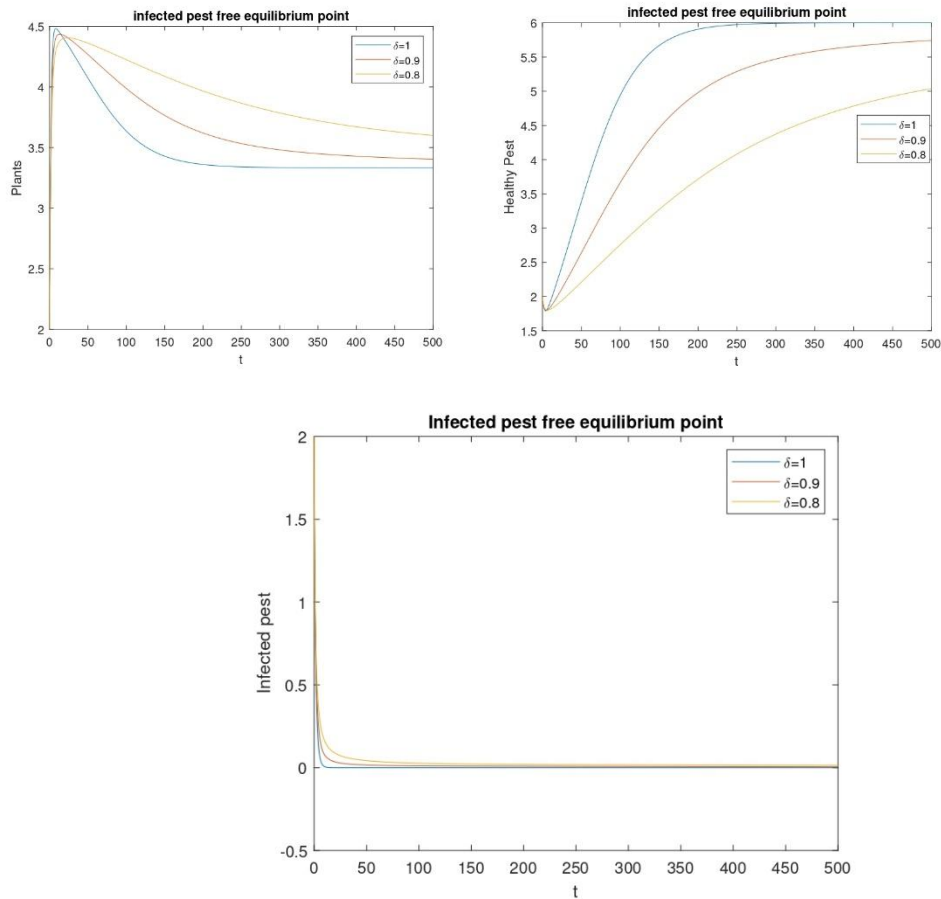 infected pest free equilibrium point
4.5
4
3.5
3
2.5
2
Plants
δ=1
δ=0.9
δ=0.8
0 50 100 150 200 250 300 350 400 450 500
t
infected pest free equilibrium point
6
5.5
5
4.5
4
3.5
3
2.5
2
1.5
Healthy Pest
δ=1
δ=0.9
δ=0.8
0 50 100 150 200 250 300 350 400 450 500
t
Infected pest free equilibrium point
2
1.5
1
0.5
0
-0.5
Infected pest
δ=1
δ=0.9
δ=0.8
0 50 100 150 200 250 300 350 400 450 500
t